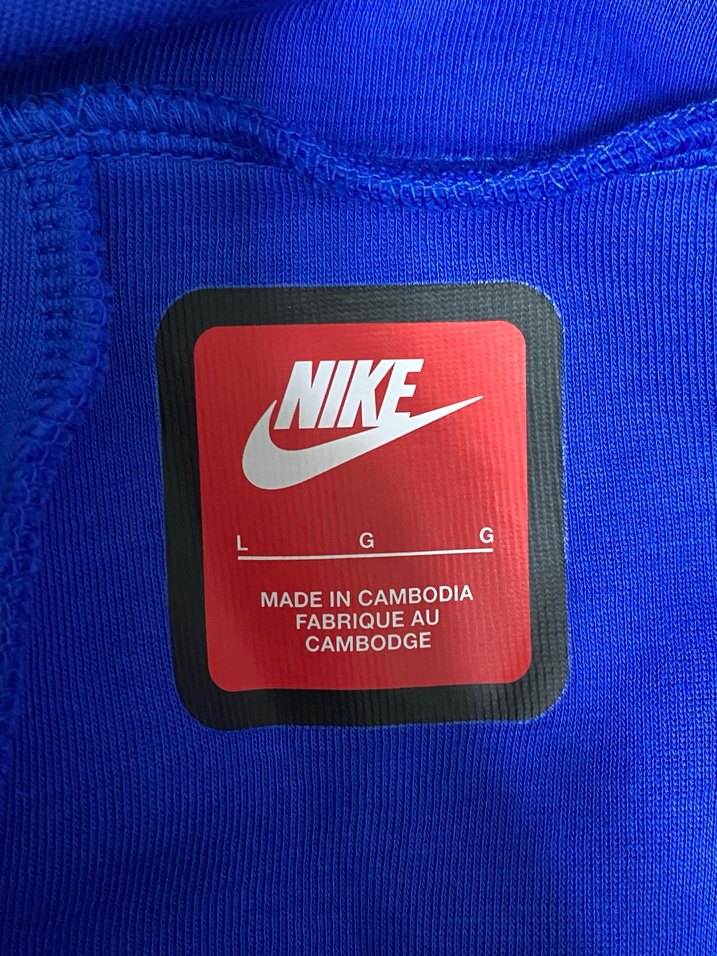 NIKE
L G G
MADE IN CAMBODIA
FABRIQUE AU
CAMBODGE